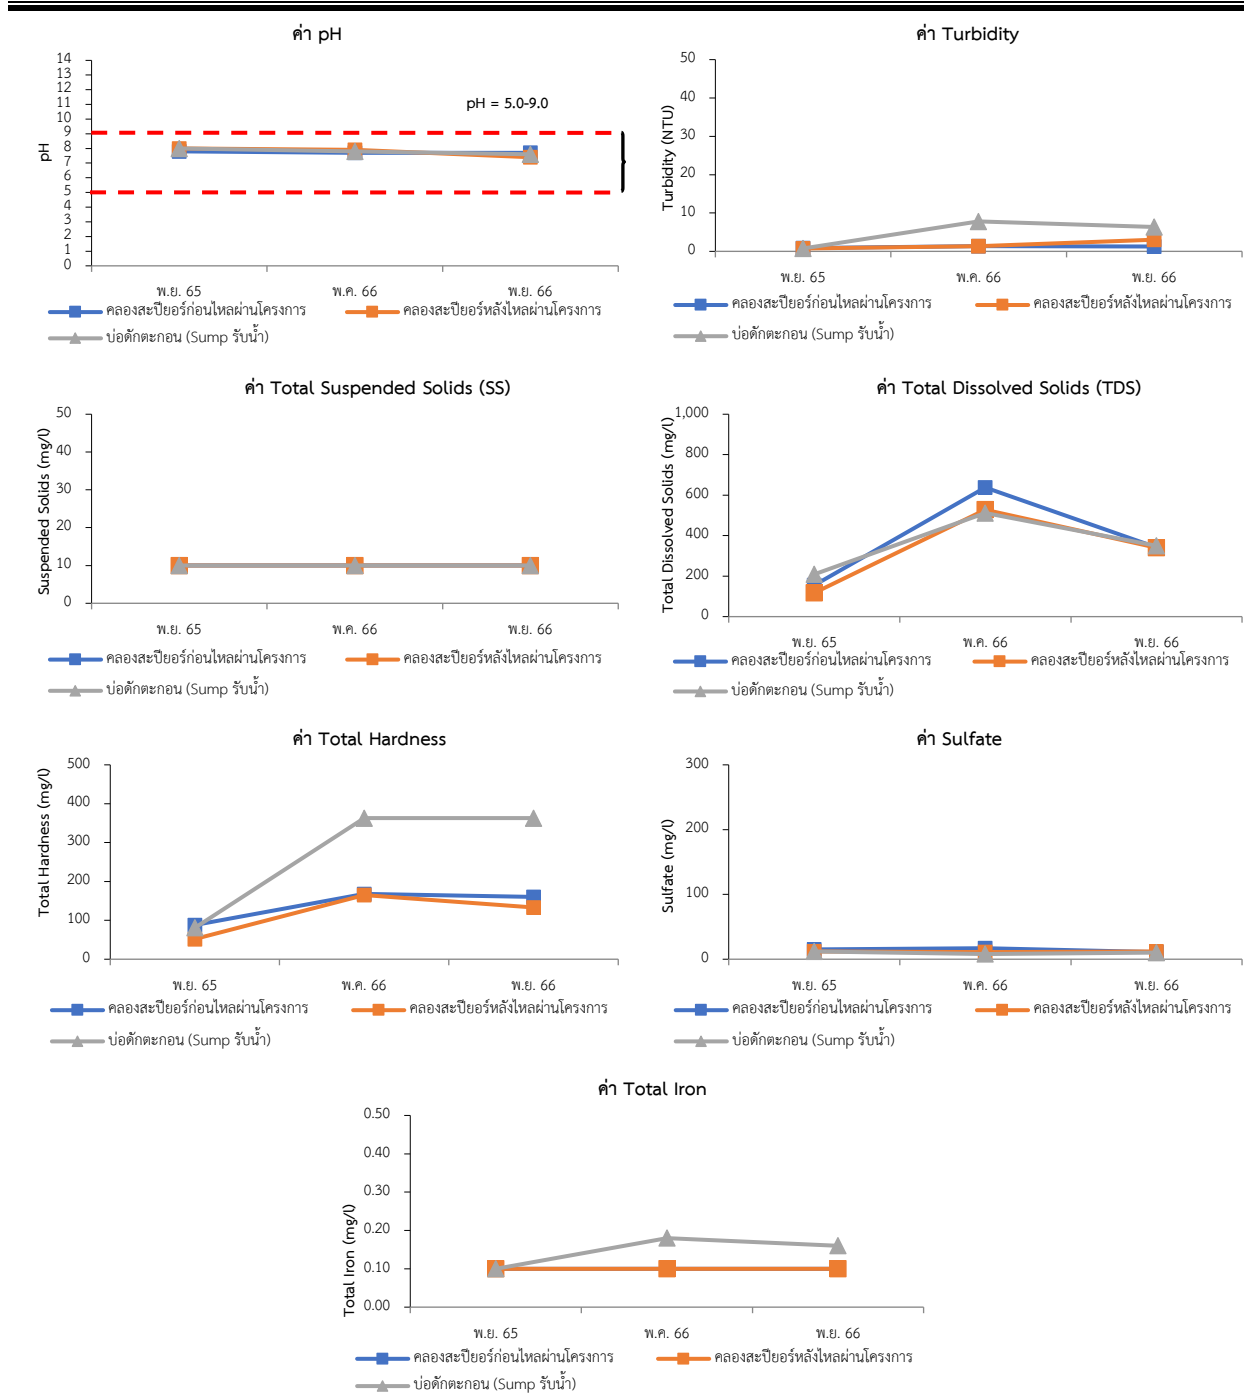 ค่า pH
14
13
12
11
10
9
8
7
6
5
4
3
2
1
0
pH
pH = 5.0-9.0
พ.ย. 65 พ.ค. 66 พ.ย. 66
คลองสะปียอร์ก่อนไหลผ่านโครงการ คลองสะปียอร์หลังไหลผ่านโครงการ
บ่อดักตะกอน (Sump รับน้ำ)
ค่า Turbidity
50
40
30
20
10
0
Turbidity (NTU)
พ.ย. 65 พ.ค. 66 พ.ย. 66
คลองสะปียอร์ก่อนไหลผ่านโครงการ คลองสะปียอร์หลังไหลผ่านโครงการ
บ่อดักตะกอน (Sump รับน้ำ)
ค่า Total Suspended Solids (SS)
50
40
30
20
10
0
Suspended Solids (mg/l)
พ.ย. 65 พ.ค. 66 พ.ย. 66
คลองสะปียอร์ก่อนไหลผ่านโครงการ คลองสะปียอร์หลังไหลผ่านโครงการ
บ่อดักตะกอน (Sump รับน้ำ)
ค่า Total Dissolved Solids (TDS)
1,000
800
600
400
200
0
Total Dissolved Solids (mg/l)
พ.ย. 65 พ.ค. 66 พ.ย. 66
คลองสะปียอร์ก่อนไหลผ่านโครงการ คลองสะปียอร์หลังไหลผ่านโครงการ
บ่อดักตะกอน (Sump รับน้ำ)
ค่า Total Hardness
500
400
300
200
100
0
Total Hardness (mg/l)
พ.ย. 65 พ.ค. 66 พ.ย. 66
คลองสะปียอร์ก่อนไหลผ่านโครงการ คลองสะปียอร์หลังไหลผ่านโครงการ
บ่อดักตะกอน (Sump รับน้ำ)
ค่า Sulfate
300
200
100
0
Sulfate (mg/l)
พ.ย. 65 พ.ค. 66 พ.ย. 66
คลองสะปียอร์ก่อนไหลผ่านโครงการ คลองสะปียอร์หลังไหลผ่านโครงการ
บ่อดักตะกอน (Sump รับน้ำ)
ค่า Total Iron
0.50
0.40
0.30
0.20
0.10
0.00
Total Iron (mg/l)
พ.ย. 65 พ.ค. 66 พ.ย. 66
คลองสะปียอร์ก่อนไหลผ่านโครงการ คลองสะปียอร์หลังไหลผ่านโครงการ
บ่อดักตะกอน (Sump รับน้ำ)